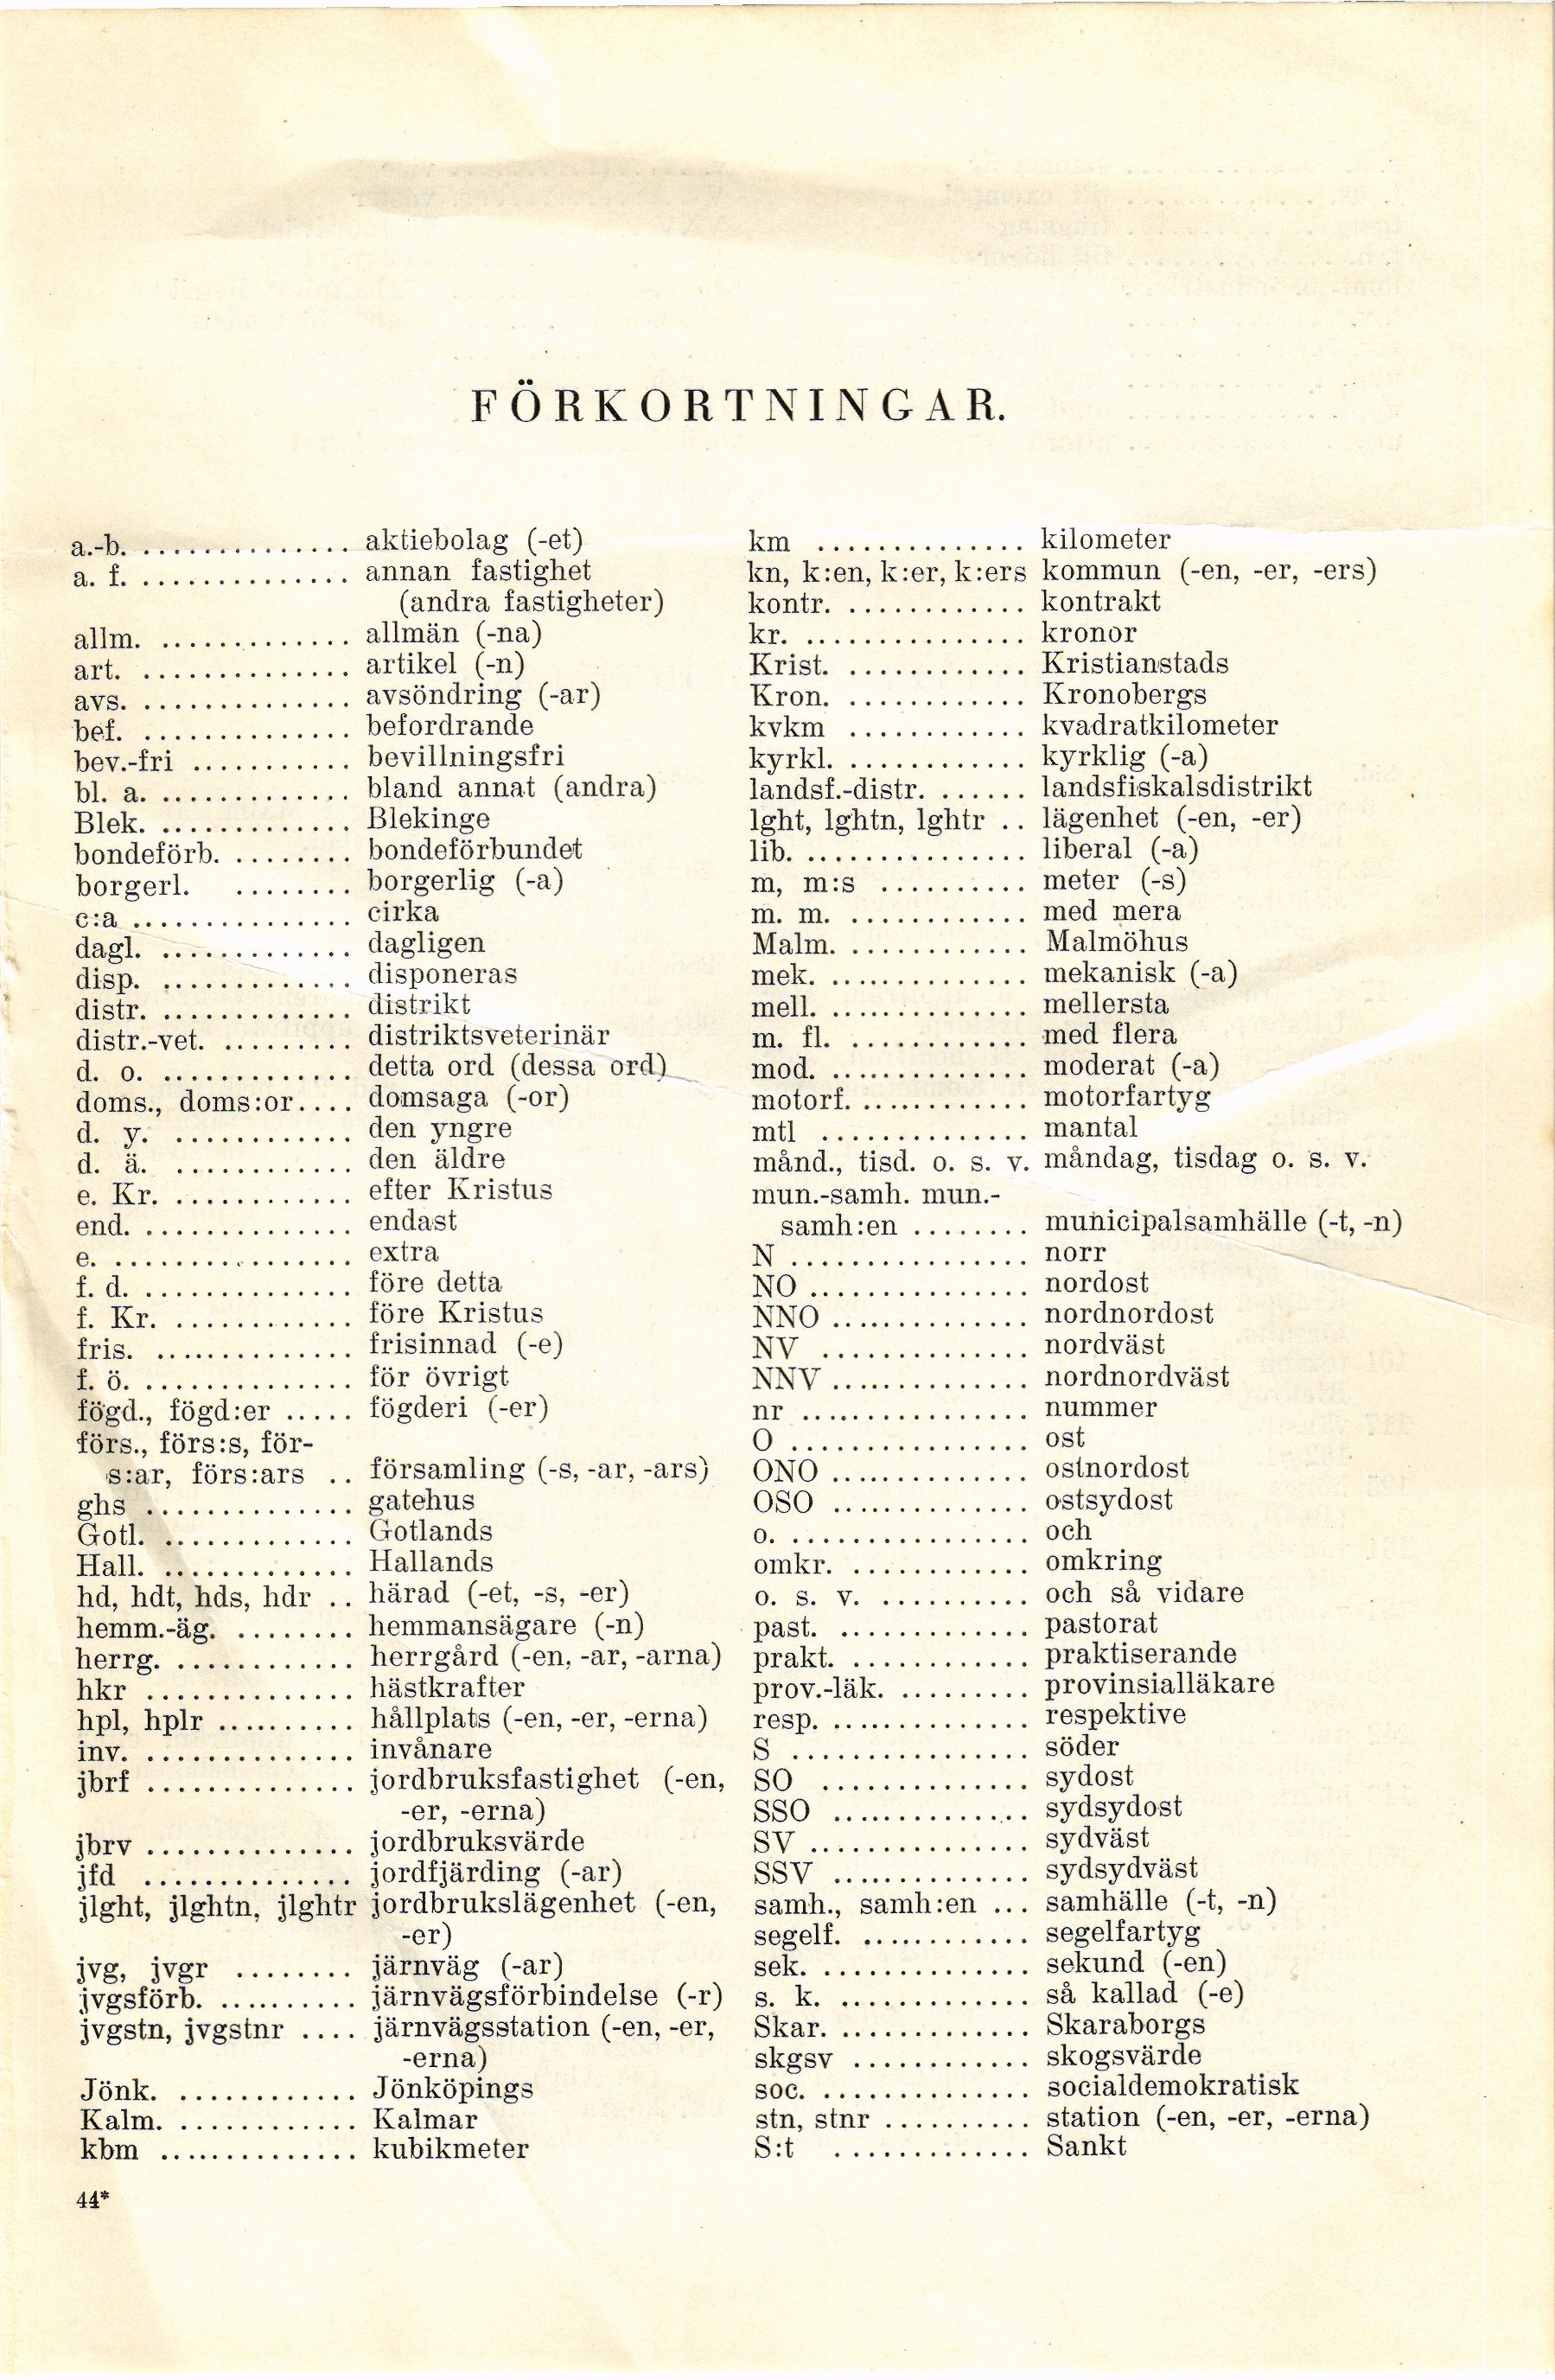 FÖRKORTNINGAR.
a.-b. .............. aktiebolag (-et)
a. f. .............. annan fastighet
(andra fastigheter)
allm. ............. allmän (-na)
art. .............. artikel (-n)
avs. .............. avsöndring (-ar)
bef. .............. befordrande
bev.-fri ........... bevillningsfri
bl. a. ............. bland annat (andra)
Blek. ............. Blekinge
bondeförb. ........ bondeförbundet
borgerl. ........ borgerlig (-a)
c:a ............... cirka
dagl. ............. dagligen
disp. ............. disponeras
distr. ............. distrikt
distr.-vet. ......... distriktsveterinär
d. o. ............. detta ord (dessa ord)
doms., doms:or.... domsaga (-or)
d. y. ............ den yngre
d. ä. ............ den äldre
e. Kr. ............ efter Kristus
end. .............. endast
e. ................ extra
f. d. .............. före detta
f. Kr. ............ före Kristus
fris. ............. frisinnad (-e)
f. ö. .............. för övrigt
fögd., fögd:er ..... fögderi (-er)
förs., förs:s, för-
s:ar, förs:ars .. församling (-s, -ar, -ars)
ghs .............. gatehus
Gotl. ............. Gotlands
Hall. ............. Hallands
hd, hdt, hds, hdr .. härad (-et, -s, -er)
hemm.-äg. ........ hemmansägare (-n)
herrg. ............ herrgård (-en, -ar, -arna)
hkr .............. hästkrafter
hpl, hplr .......... hållplats (-en, -er, -erna)
inv. .............. invånare
jbrf .............. jordbruksfastighet (-en,
-er, -erna)
jbrv .............. jordbruksvärde
jfd .............. jordfjärding (-ar)
jlght, jlghtn, jlghtr jordbrukslägenhet (-en,
-er)
jvg, jvgr ........ järnväg (-ar)
jvgsförb. .......... järnvägsförbindelse (-r)
jvgstn, jvgstnr .... järnvägsstation (-en, -er,
-erna)
Jönk. ............ Jönköpings
Kalm. ............ Kalmar
kbm ............. kubikmeter
44*
km .............. kilometer
kn, k:en, k:er, k:ers kommun (-en, -er, -ers)
kontr. ............ kontrakt
kr. ............... kronor
Krist. ............ Kristianstads
Kron. ............ Kronobergs
kvkm ............ kvadratkilometer
kyrkl. ............ kyrklig (-a)
landsf.-distr. ...... landsfiskalsdistrikt
lght, lghtn, lghtr .. lägenhet (-en, -er)
lib. ............... liberal (-a)
m, m:s .......... meter (-s)
m. m. ............ med mera
Malm. ............ Malmöhus
mek. ............. mekanisk (-a)
mell. ............. mellersta
m. fl. ............ med flera
mod. ............. moderat (-a)
motorf. ........... motorfartyg
mtl .............. mantal
månd., tisd. o. s. v. måndag, tisdag o. s. v.
mun.-samh. mun.-
samh:en ........ municipalsamhälle (-t, -n)
N ................ norr
NO .............. nordost
NNO ............. nordnordost
NV .............. nordväst
NNV ............. nordnordväst
nr ............... nummer
O ................ ost
ONO ............. ostnordost
OSO ............. ostsydost
o. ................ och
omkr. ............ omkring
o. s. v. .......... och så vidare
past. ............. pastorat
prakt. ............ praktiserande
prov.-läk. ......... provinsialläkare
resp. ............. respektive
S ................ söder
SO .............. sydost
SSO ............. sydsydost
SV .............. sydväst
SSV ............. sydsydväst
samh., samh:en ... samhälle (-t, -n)
segelf. ........... segelfartyg
sek. .............. sekund (-en)
s. k. ............. så kallad (-e)
Skar. ............. Skaraborgs
skgsv ............ skogsvärde
soc. .............. socialdemokratisk
stn, stnr .......... station (-en, -er, -erna)
S:t ............. Sankt